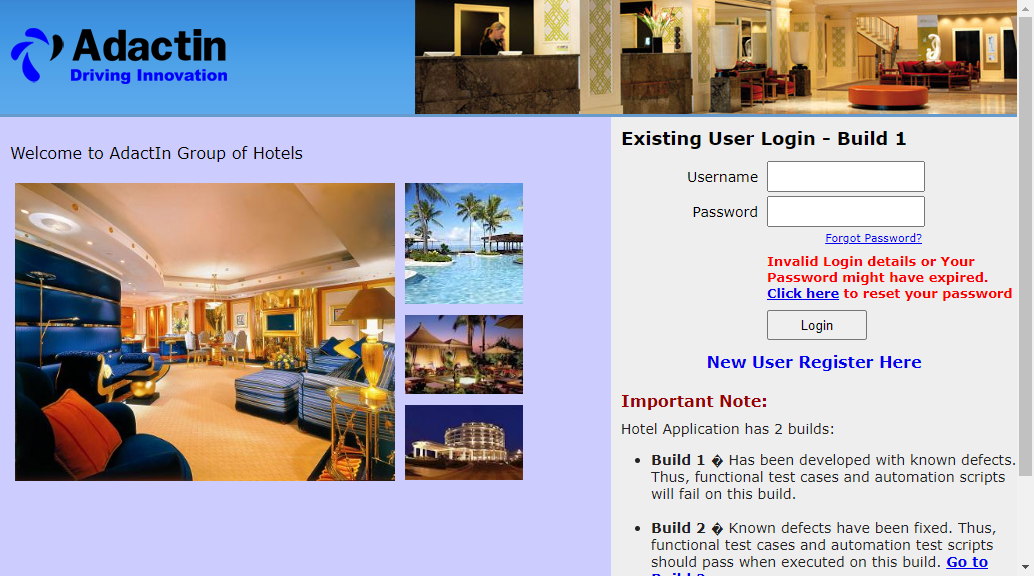 Adactin
Driving Innovation
Welcome to AdactIn Group of Hotels
Existing User Login - Build 1
Username
Password
Forgot Password?
Invalid Login details or Your
Password might have expired.
Click here to reset your password
Login
New User Register Here
Important Note:
Hotel Application has 2 builds:
• Build 1 � Has been developed with known defects.
Thus, functional test cases and automation scripts
will fail on this build.
• Build 2 � Known defects have been fixed. Thus,
functional test cases and automation test scripts
should pass when executed on this build. Go to
Build 2